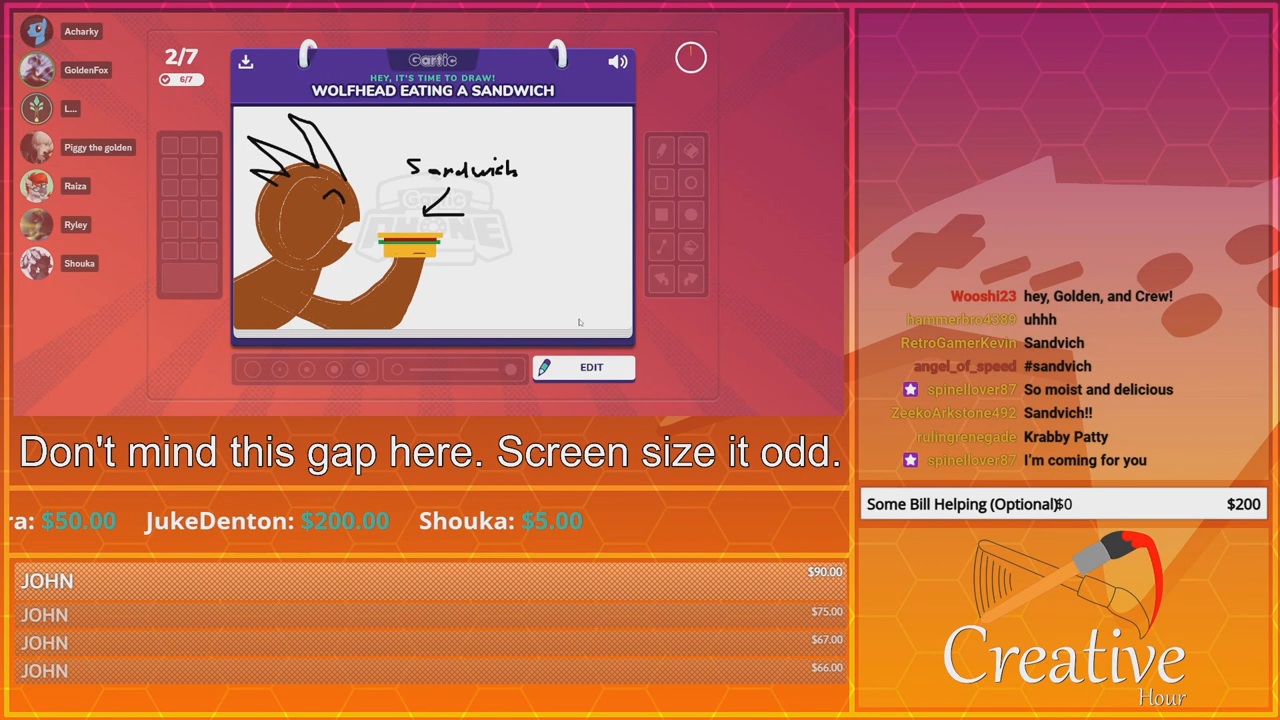 Acharky
GoldenFox
L...
Piggy the golden
Raiza
Ryley
Shouka
2/7
6/7
Gartic
HEY, IT'S TIME TO DRAW!
WOLFHEAD EATING A SANDWICH
Sandwich
Gartic
PHONE
EDIT
Wooshi23 hey, Golden, and Crew!
hammerbro4389 uhhh
RetroGamerKevin Sandvich
angel_of_speed #sandvich
spinellover87 So moist and delicious
ZeekoArkstone492 Sandvich!!
rulingrenegade Krabby Patty
spinellover87 I'm coming for you
Don't mind this gap here. Screen size it odd.
Some Bill Helping (Optional) $0 $200
ra: $50.00 JukeDenton: $200.00 Shouka: $5.00
JOHN $90.00
JOHN $75.00
JOHN $67.00
JOHN $66.00
Creative
Hour